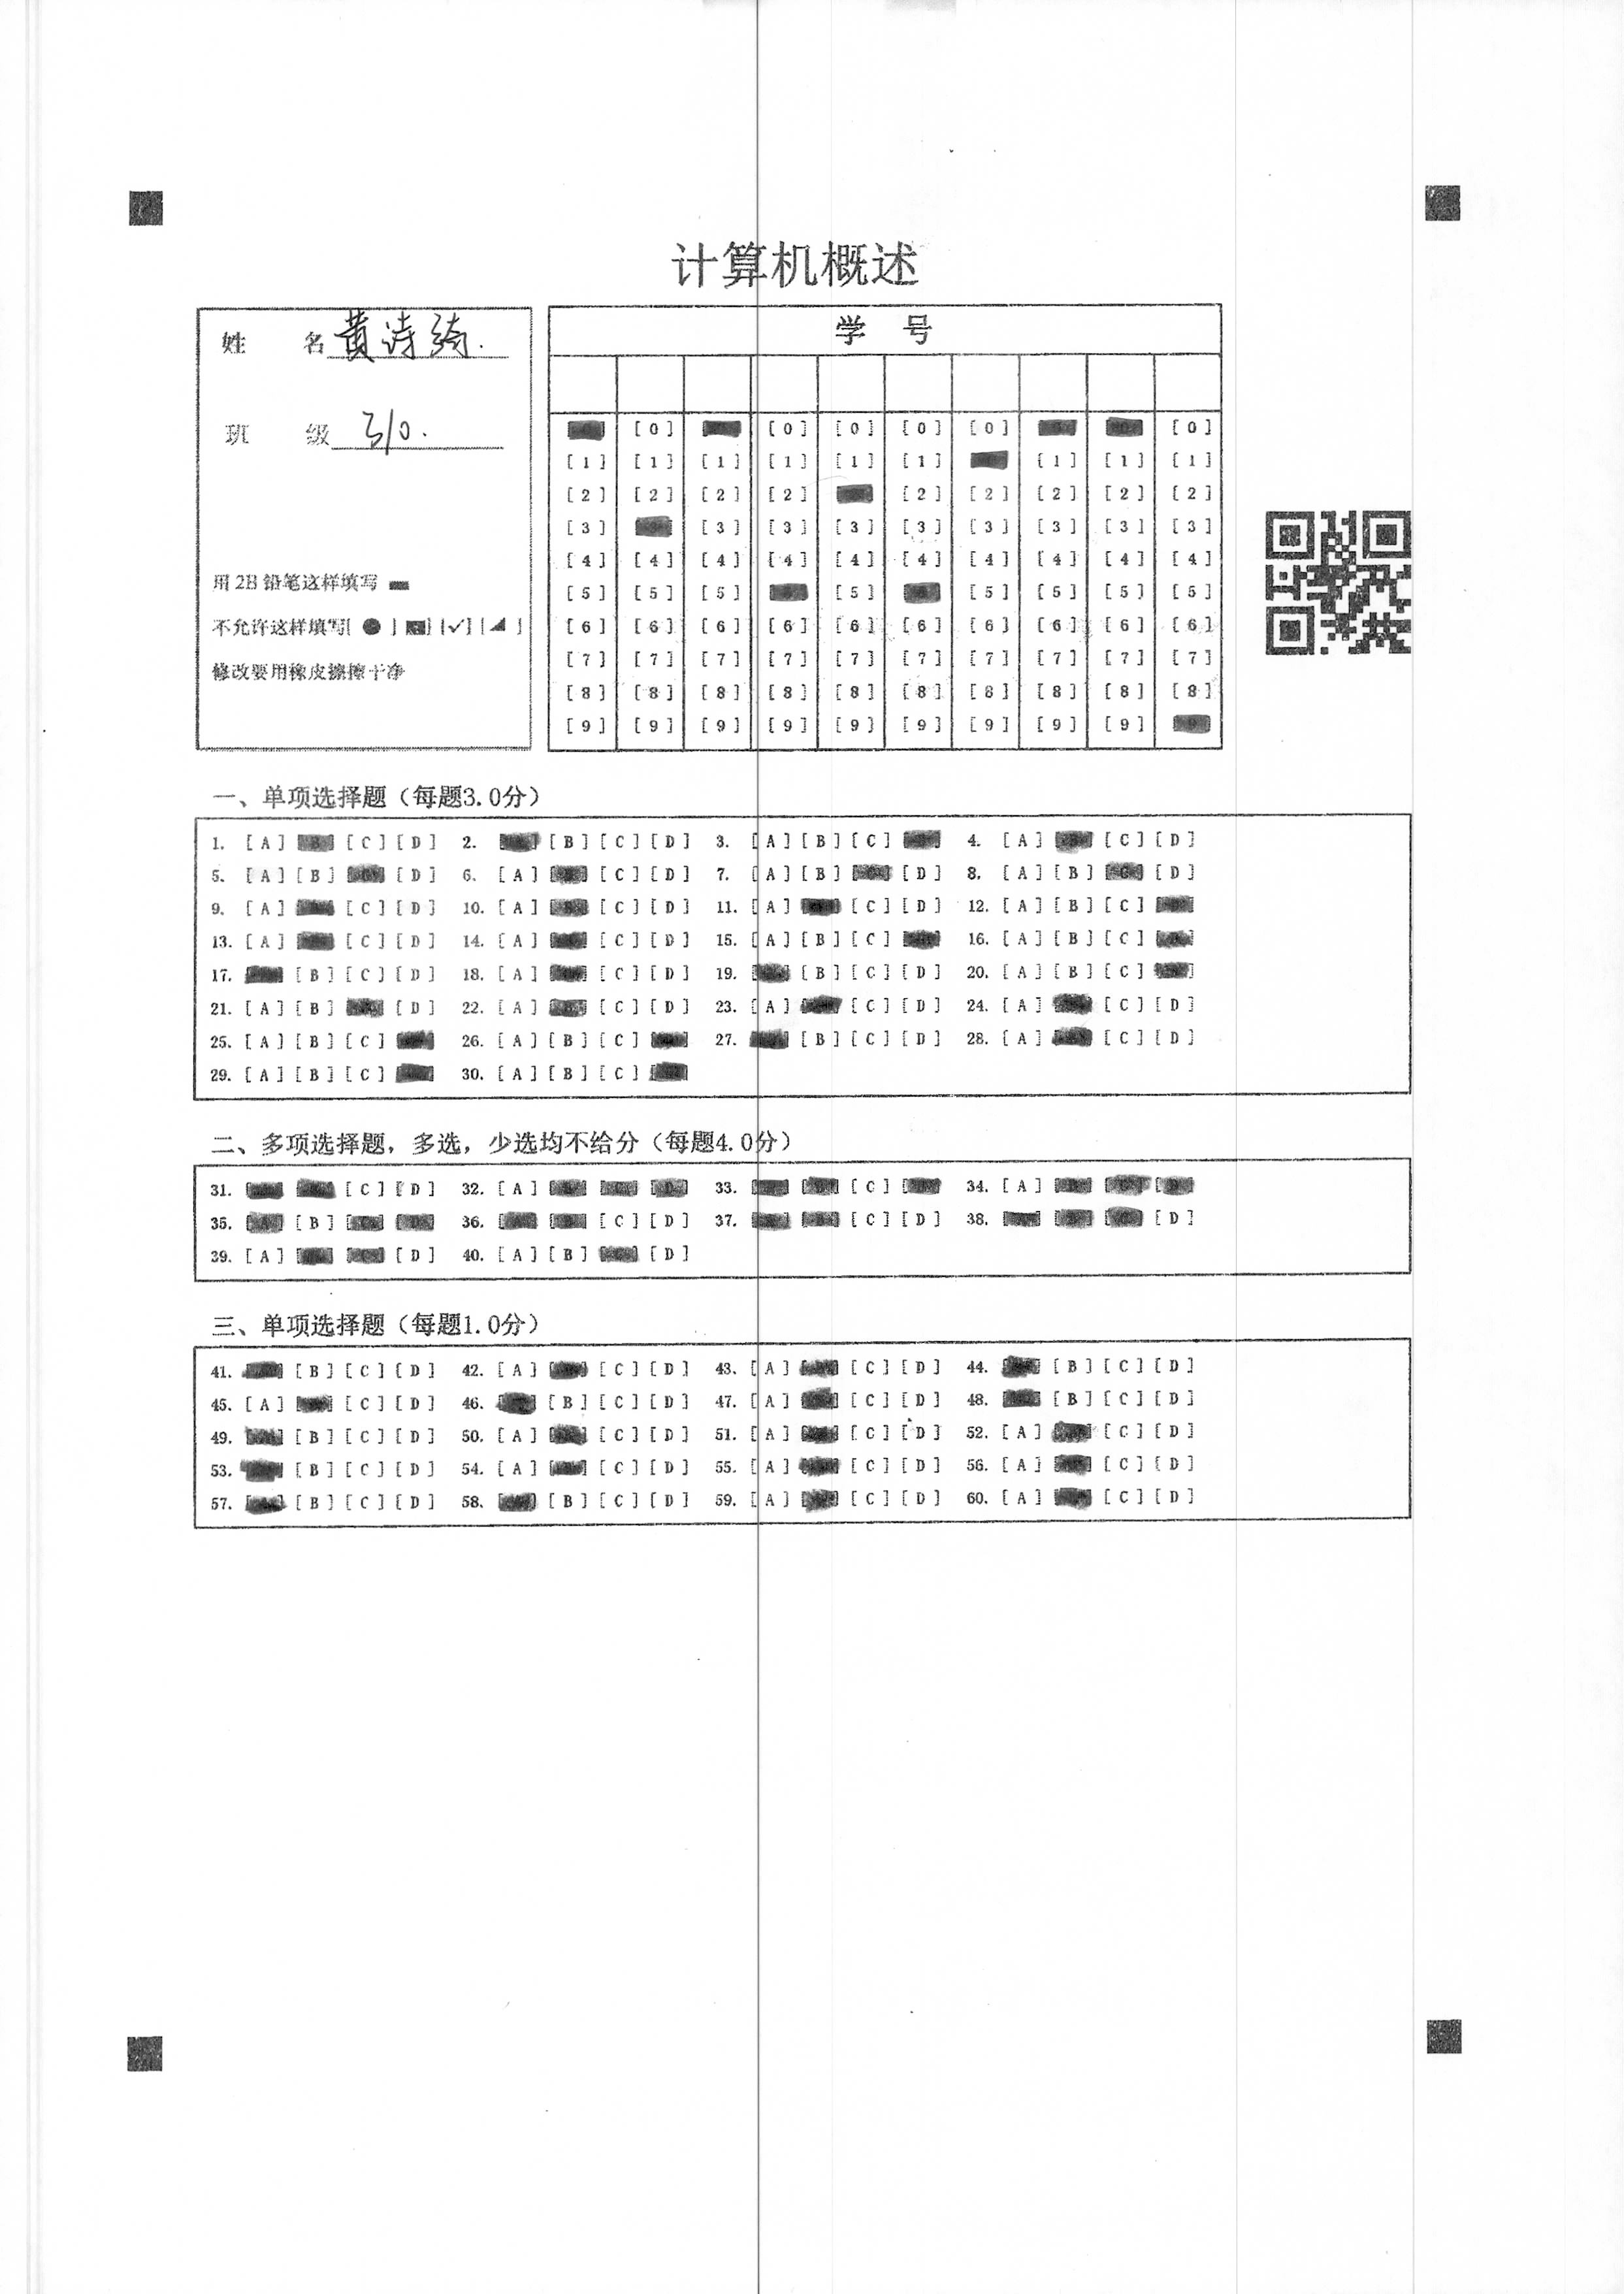 计算机概述
姓 名 黄诗绮.
班 级 310.
用 2B 铅笔这样填写
不允许这样填写[ ● ] [ ] [✓] [ ]
修改要用橡皮擦擦干净
学 号
[0] [0] [0] [0] [0] [0]
[1] [1] [1] [1] [1] [1] [1] [1] [1]
[2] [2] [2] [2] [2] [2] [2] [2] [2]
[3] [3] [3] [3] [3] [3] [3] [3] [3]
[4] [4] [4] [4] [4] [4] [4] [4] [4] [4]
[5] [5] [5] [5] [5] [5] [5] [5]
[6] [6] [6] [6] [6] [6] [6] [6] [6] [6]
[7] [7] [7] [7] [7] [7] [7] [7] [7] [7]
[8] [8] [8] [8] [8] [8] [8] [8] [8] [8]
[9] [9] [9] [9] [9] [9] [9] [9] [9]
一、单项选择题（每题3.0分）
1. [A] [C] [D] 2. [B] [C] [D] 3. [A] [B] [C] 4. [A] [C] [D]
5. [A] [B] [D] 6. [A] [C] [D] 7. [A] [B] [D] 8. [A] [B] [D]
9. [A] [C] [D] 10. [A] [C] [D] 11. [A] [C] [D] 12. [A] [B] [C]
13. [A] [C] [D] 14. [A] [C] [D] 15. [A] [B] [C] 16. [A] [B] [C]
17. [B] [C] [D] 18. [A] [C] [D] 19. [B] [C] [D] 20. [A] [B] [C]
21. [A] [B] [D] 22. [A] [C] [D] 23. [A] [C] [D] 24. [A] [C] [D]
25. [A] [B] [C] 26. [A] [B] [C] 27. [B] [C] [D] 28. [A] [C] [D]
29. [A] [B] [C] 30. [A] [B] [C]
二、多项选择题，多选，少选均不给分（每题4.0分）
31. [C] [D] 32. [A] 33. [C] 34. [A]
35. [B] 36. [C] [D] 37. [C] [D] 38. [D]
39. [A] [D] 40. [A] [B] [D]
三、单项选择题（每题1.0分）
41. [B] [C] [D] 42. [A] [C] [D] 43. [A] [C] [D] 44. [B] [C] [D]
45. [A] [C] [D] 46. [B] [C] [D] 47. [A] [C] [D] 48. [B] [C] [D]
49. [B] [C] [D] 50. [A] [C] [D] 51. [A] [C] [D] 52. [A] [C] [D]
53. [B] [C] [D] 54. [A] [C] [D] 55. [A] [C] [D] 56. [A] [C] [D]
57. [B] [C] [D] 58. [B] [C] [D] 59. [A] [C] [D] 60. [A] [C] [D]